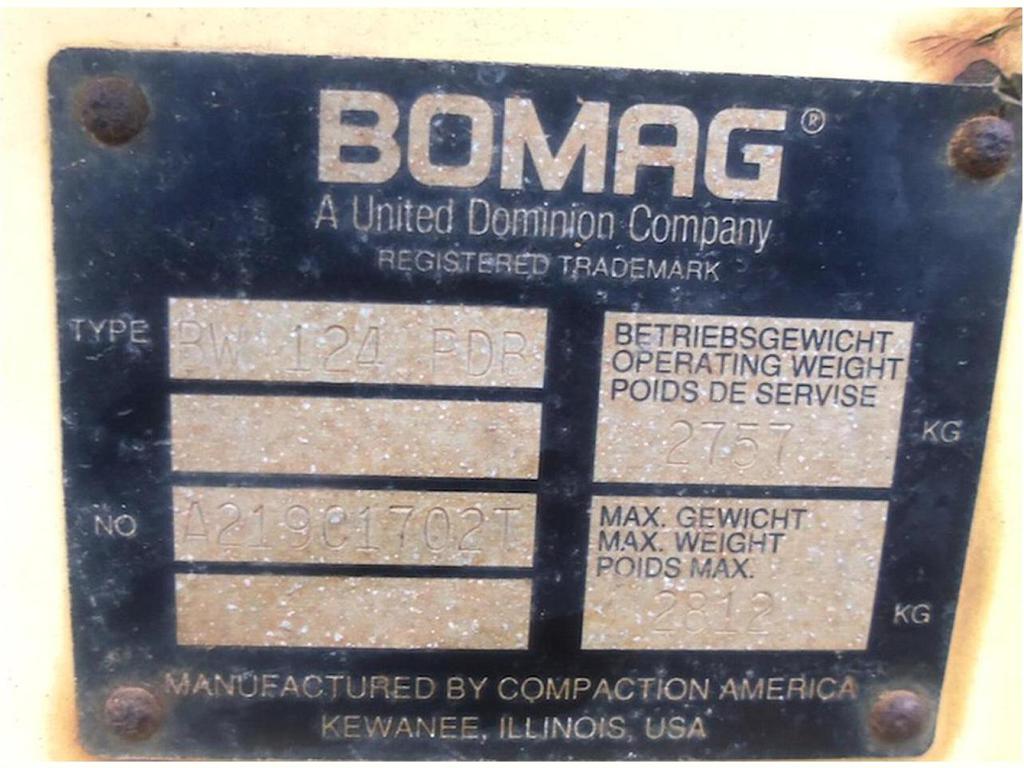 BOMAG®
A United Dominion Company
REGISTERED TRADEMARK
TYPE BW 124 PDB
NO A219C1702T
BETRIEBSGEWICHT
OPERATING WEIGHT
POIDS DE SERVISE
2757 KG
MAX. GEWICHT
MAX. WEIGHT
POIDS MAX.
2812 KG
MANUFACTURED BY COMPACTION AMERICA
KEWANEE, ILLINOIS, USA